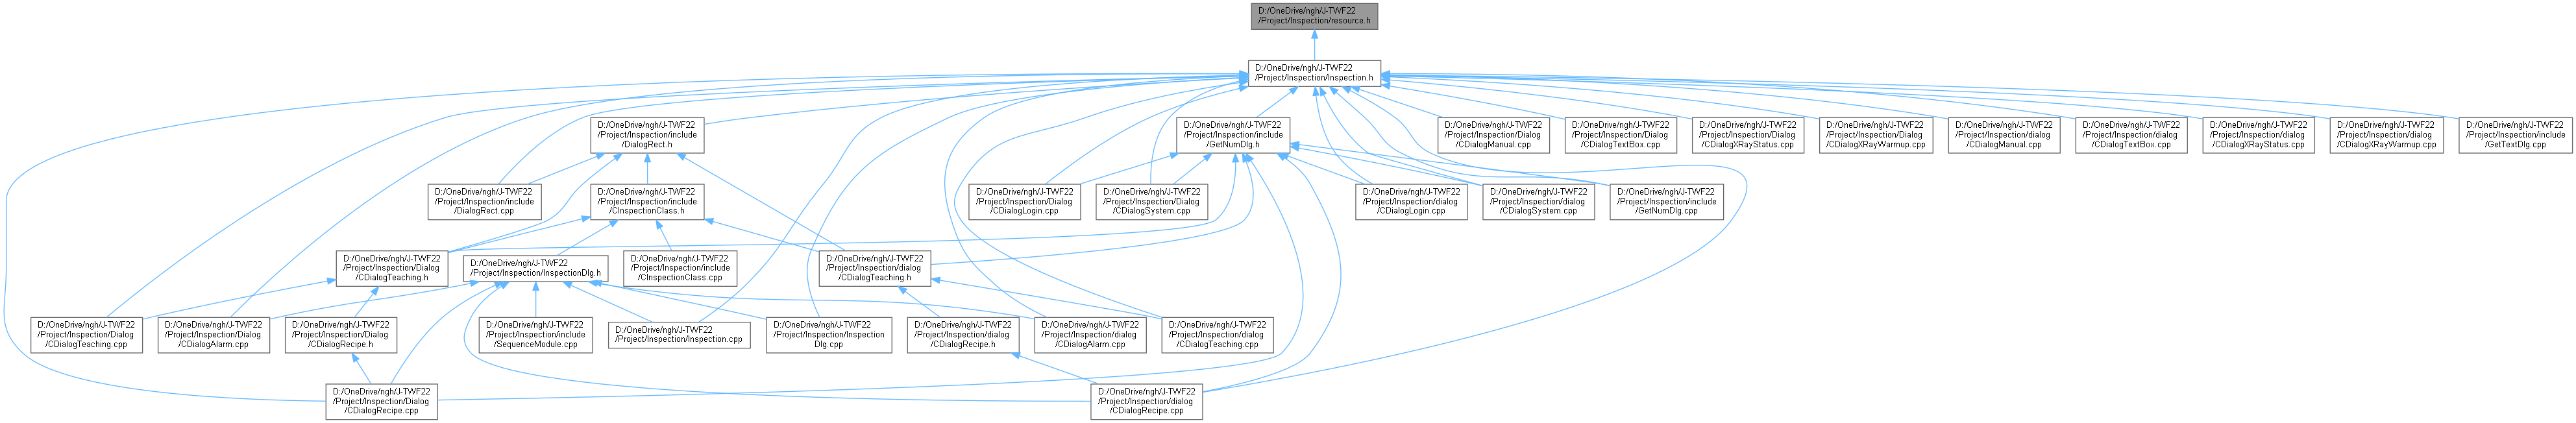 D:/OneDrive/ngh/J-TWF22
/Project/Inspection/resource.h
D:/OneDrive/ngh/J-TWF22
/Project/Inspection/Inspection.h
D:/OneDrive/ngh/J-TWF22
/Project/Inspection/include
/DialogRect.h
D:/OneDrive/ngh/J-TWF22
/Project/Inspection/include
/GetNumDlg.h
D:/OneDrive/ngh/J-TWF22
/Project/Inspection/Dialog
/CDialogManual.cpp
D:/OneDrive/ngh/J-TWF22
/Project/Inspection/Dialog
/CDialogTextBox.cpp
D:/OneDrive/ngh/J-TWF22
/Project/Inspection/Dialog
/CDialogXRayStatus.cpp
D:/OneDrive/ngh/J-TWF22
/Project/Inspection/Dialog
/CDialogXRayWarmup.cpp
D:/OneDrive/ngh/J-TWF22
/Project/Inspection/dialog
/CDialogManual.cpp
D:/OneDrive/ngh/J-TWF22
/Project/Inspection/dialog
/CDialogTextBox.cpp
D:/OneDrive/ngh/J-TWF22
/Project/Inspection/dialog
/CDialogXRayStatus.cpp
D:/OneDrive/ngh/J-TWF22
/Project/Inspection/dialog
/CDialogXRayWarmup.cpp
D:/OneDrive/ngh/J-TWF22
/Project/Inspection/include
/GetTextDlg.cpp
D:/OneDrive/ngh/J-TWF22
/Project/Inspection/include
/DialogRect.cpp
D:/OneDrive/ngh/J-TWF22
/Project/Inspection/include
/CInspectionClass.h
D:/OneDrive/ngh/J-TWF22
/Project/Inspection/Dialog
/CDialogLogin.cpp
D:/OneDrive/ngh/J-TWF22
/Project/Inspection/Dialog
/CDialogSystem.cpp
D:/OneDrive/ngh/J-TWF22
/Project/Inspection/dialog
/CDialogLogin.cpp
D:/OneDrive/ngh/J-TWF22
/Project/Inspection/dialog
/CDialogSystem.cpp
D:/OneDrive/ngh/J-TWF22
/Project/Inspection/include
/GetNumDlg.cpp
D:/OneDrive/ngh/J-TWF22
/Project/Inspection/Dialog
/CDialogTeaching.h
D:/OneDrive/ngh/J-TWF22
/Project/Inspection/InspectionDlg.h
D:/OneDrive/ngh/J-TWF22
/Project/Inspection/include
/CInspectionClass.cpp
D:/OneDrive/ngh/J-TWF22
/Project/Inspection/dialog
/CDialogTeaching.h
D:/OneDrive/ngh/J-TWF22
/Project/Inspection/Dialog
/CDialogTeaching.cpp
D:/OneDrive/ngh/J-TWF22
/Project/Inspection/Dialog
/CDialogAlarm.cpp
D:/OneDrive/ngh/J-TWF22
/Project/Inspection/Dialog
/CDialogRecipe.h
D:/OneDrive/ngh/J-TWF22
/Project/Inspection/include
/SequenceModule.cpp
D:/OneDrive/ngh/J-TWF22
/Project/Inspection/Inspection.cpp
D:/OneDrive/ngh/J-TWF22
/Project/Inspection/Inspection
Dlg.cpp
D:/OneDrive/ngh/J-TWF22
/Project/Inspection/dialog
/CDialogRecipe.h
D:/OneDrive/ngh/J-TWF22
/Project/Inspection/dialog
/CDialogAlarm.cpp
D:/OneDrive/ngh/J-TWF22
/Project/Inspection/dialog
/CDialogTeaching.cpp
D:/OneDrive/ngh/J-TWF22
/Project/Inspection/Dialog
/CDialogRecipe.cpp
D:/OneDrive/ngh/J-TWF22
/Project/Inspection/dialog
/CDialogRecipe.cpp